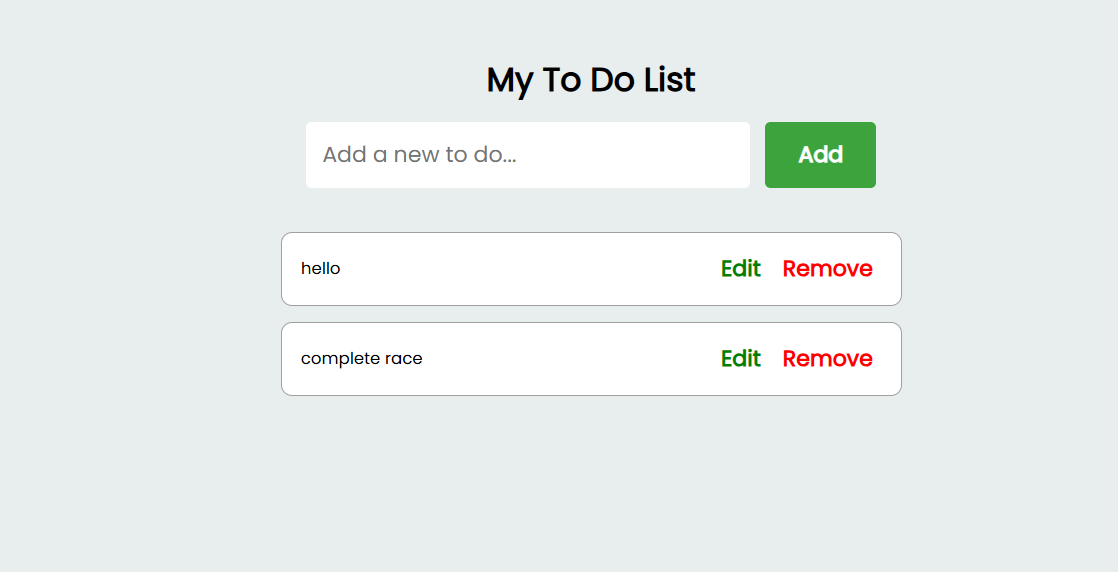 My To Do List
Add a new to do... Add
hello Edit Remove
complete race Edit Remove